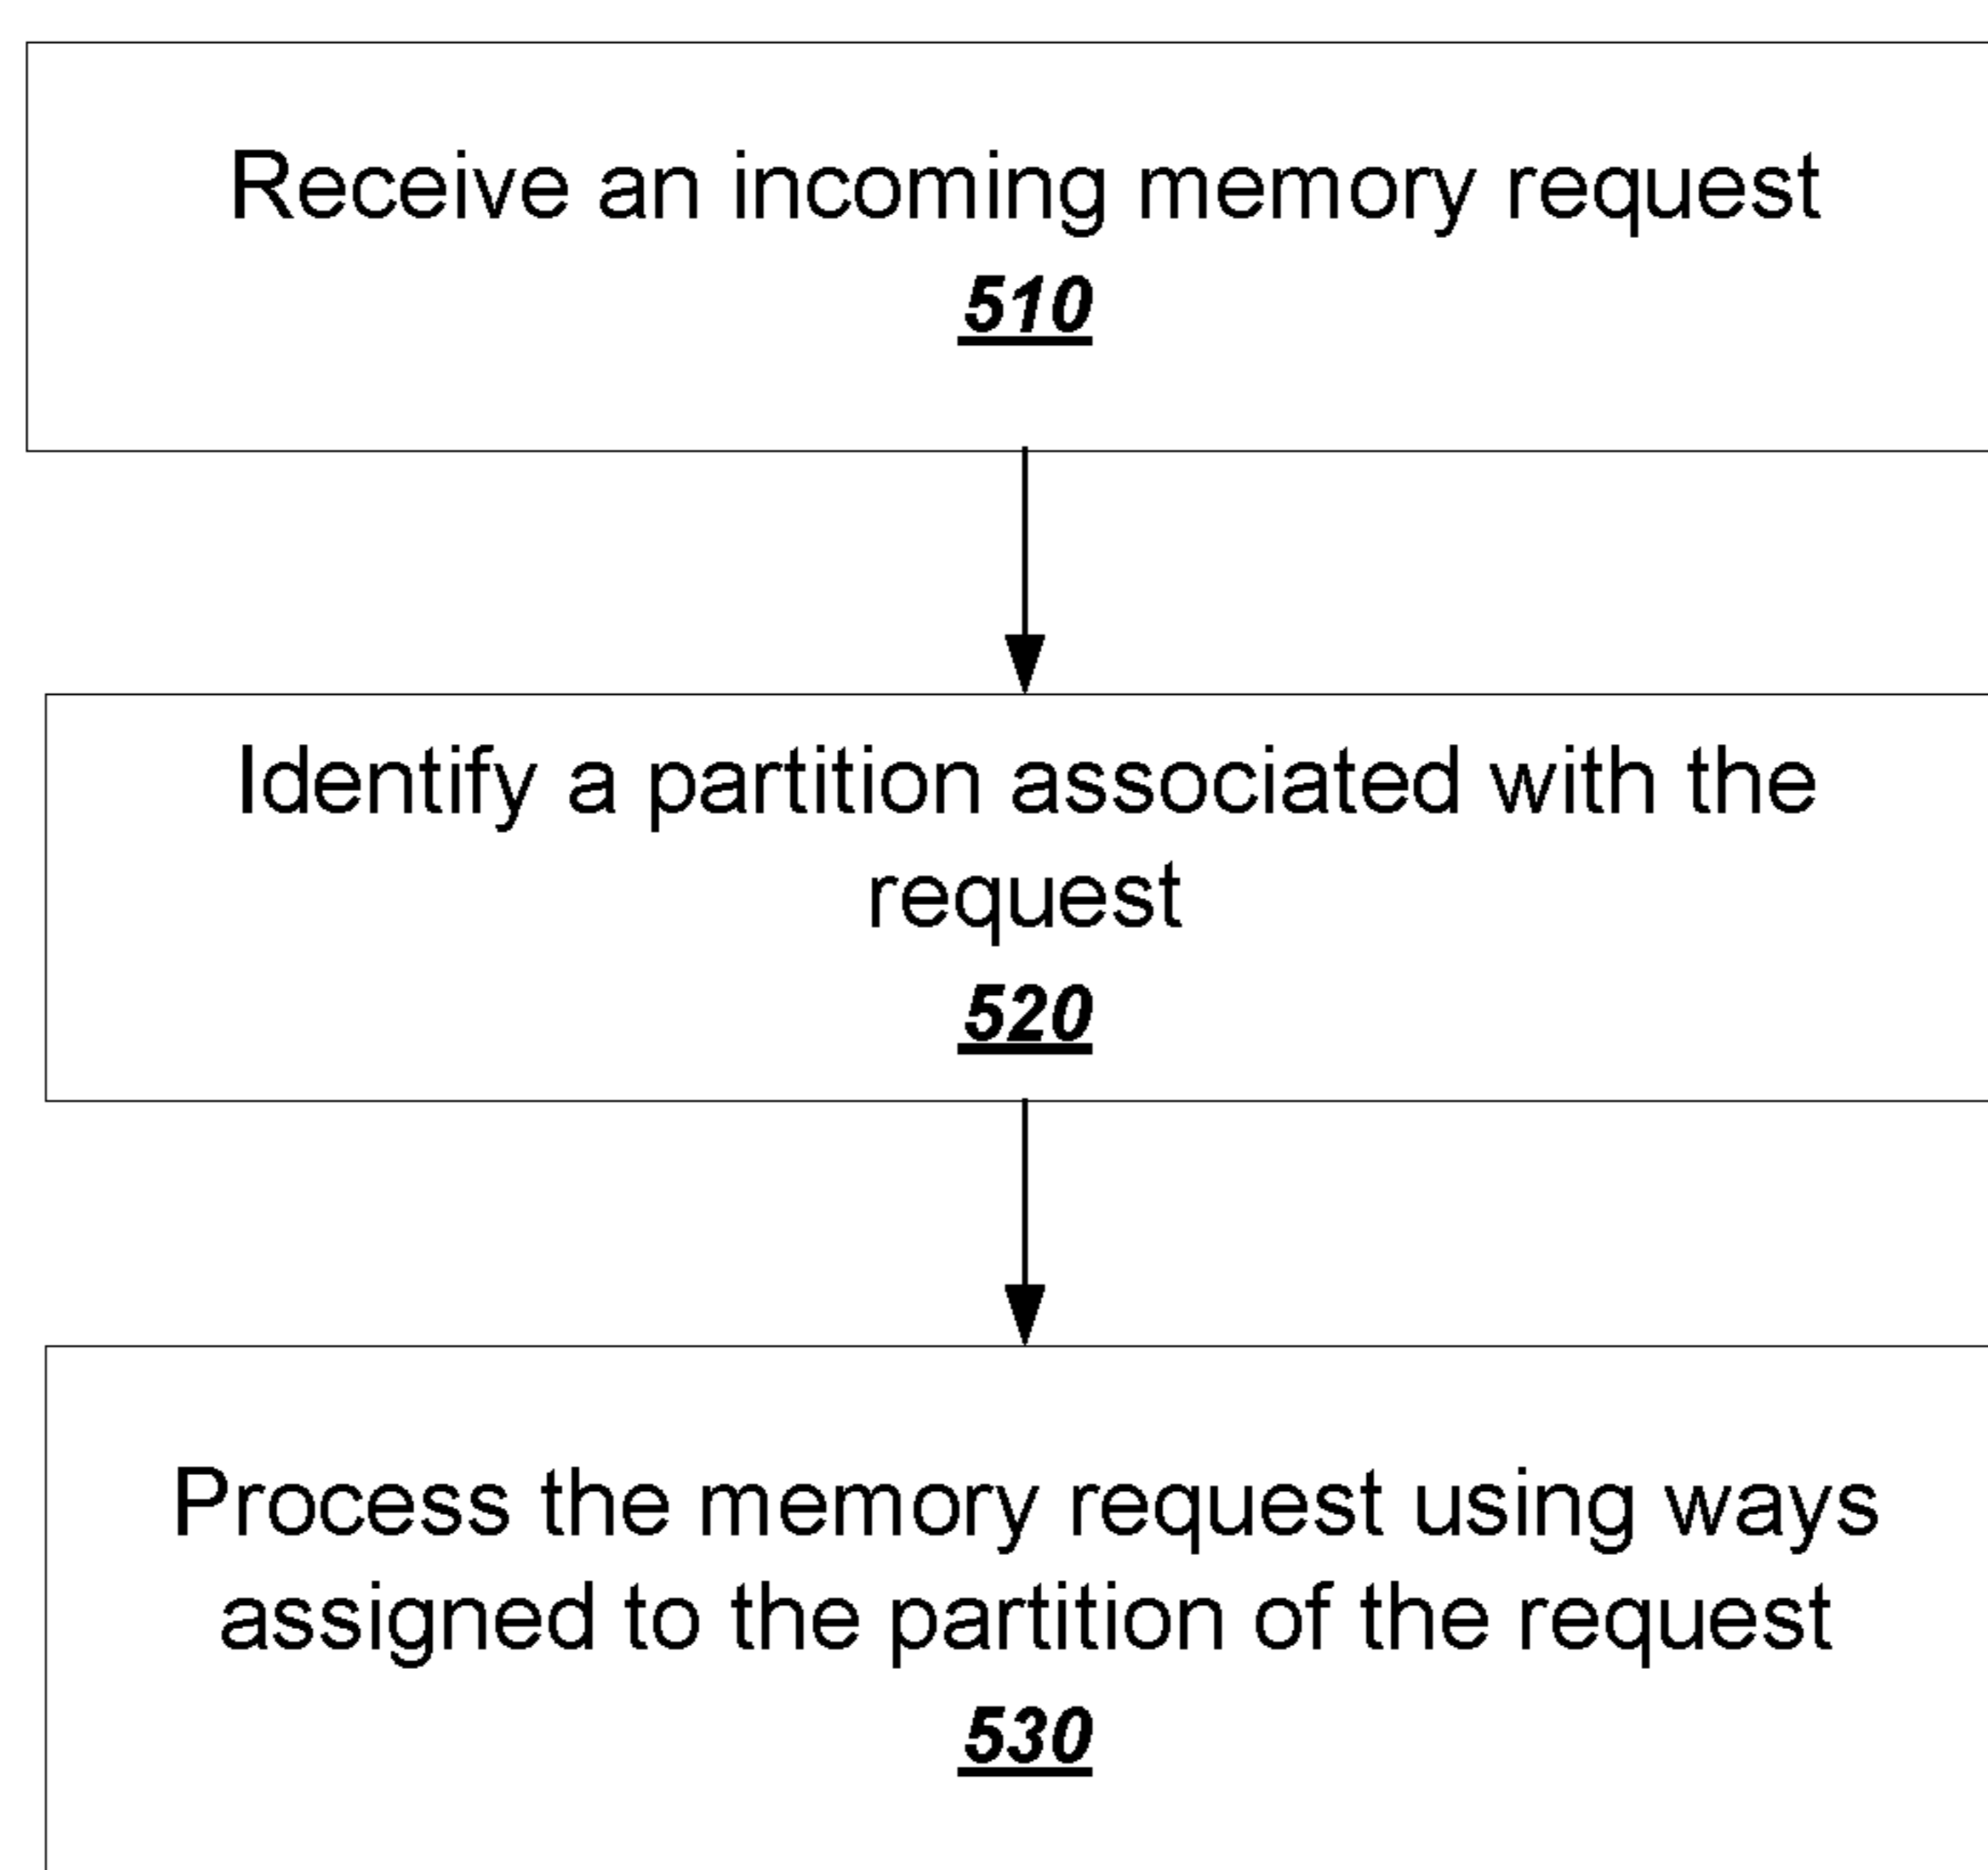 Receive an incoming memory request
510
Identify a partition associated with the
request
520
Process the memory request using ways
assigned to the partition of the request
530